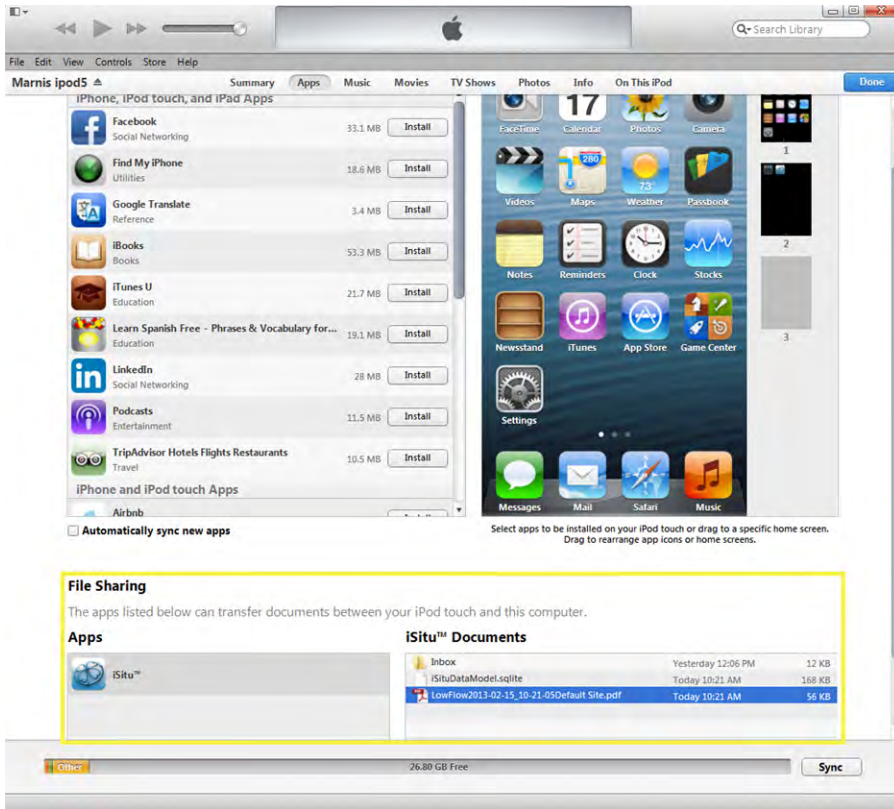 Search Library
File Edit View Controls Store Help
Marnis ipod5
Summary Apps Music Movies TV Shows Photos Info On This iPod
Done
iPhone, iPod touch, and iPad Apps
Facebook
Social Networking
33.1 MB Install
Find My iPhone
Utilities
18.6 MB Install
Google Translate
Reference
3.4 MB Install
iBooks
Books
53.3 MB Install
iTunes U
Education
21.7 MB Install
Learn Spanish Free - Phrases & Vocabulary for...
Education
19.1 MB Install
LinkedIn
Social Networking
28 MB Install
Podcasts
Entertainment
11.5 MB Install
TripAdvisor Hotels Flights Restaurants
Travel
10.5 MB Install
iPhone and iPod touch Apps
Airbnb
Automatically sync new apps
17
FaceTime Calendar Photos Camera
280
73°
Videos Maps Weather Passbook
Notes Reminders Clock Stocks
Newsstand iTunes App Store Game Center
Settings
Messages Mail Safari Music
1
2
3
Select apps to be installed on your iPod touch or drag to a specific home screen.
Drag to rearrange app icons or home screens.
File Sharing
The apps listed below can transfer documents between your iPod touch and this computer.
Apps
iSitu™
iSitu™ Documents
Inbox Yesterday 12:06 PM 12 KB
iSituDataModel.sqlite Today 10:21 AM 168 KB
LowFlow2013-02-15_10-21-05Default Site.pdf Today 10:21 AM 56 KB
Other
26.80 GB Free
Sync